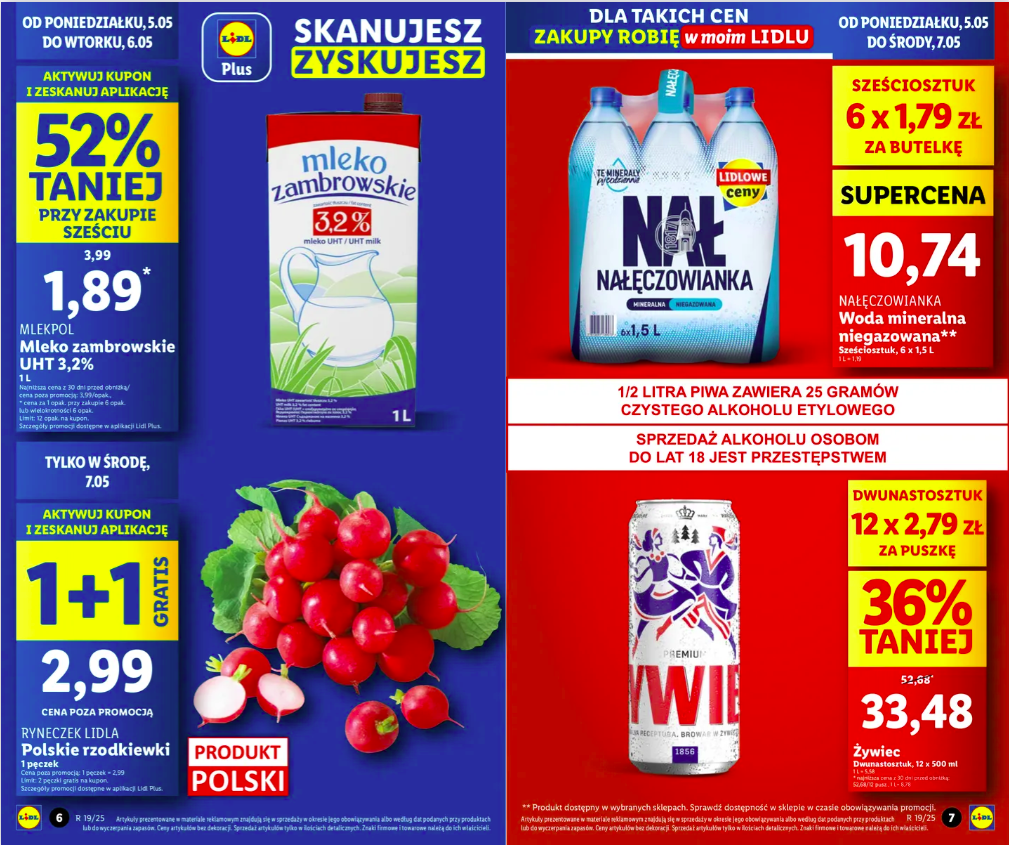 OD PONIEDZIAŁKU, 5.05
DO WTORKU, 6.05
LiDL
Plus
SKANUJESZ
ZYSKUJESZ
AKTYWUJ KUPON
I ZESKANUJ APLIKACJĘ
52%
TANIEJ
PRZY ZAKUPIE
SZEŚCIU
3,99
1,89*
MLEKPOL
Mleko zambrowskie
UHT 3,2%
1 L
Najniższa cena z 30 dni przed obniżką/
cena poza promocją: 3,99/opak.
* cena za 1 opak. przy zakupie 6 opak.
lub wielokrotności 6 opak.
Limit: 12 opak. na kupon.
Szczegóły promocji dostępne w aplikacji Lidl Plus.
mleko
zambrowskie
3,2%
mleko UHT / UHT milk
1L
TYLKO W ŚRODĘ,
7.05
AKTYWUJ KUPON
I ZESKANUJ APLIKACJĘ
1+1
GRATIS
2,99
CENA POZA PROMOCJĄ
RYNECZEK LIDLA
Polskie rzodkiewki
1 pęczek
Cena poza promocją: 1 pęczek = 2,99
Limit: 2 pęczki gratis na kupon.
Szczegóły promocji dostępne w aplikacji Lidl Plus.
PRODUKT
POLSKI
LiDL
6
R 19/25
Artykuły prezentowane w materiale reklamowym znajdują się w sprzedaży w okresie jego obowiązywania albo według dat podanych przy produktach
lub do wyczerpania zapasów. Ceny artykułów bez dekoracji. Sprzedaż artykułów tylko w ilościach detalicznych. Znaki firmowe i towarowe należą do ich właścicieli.
DLA TAKICH CEN
ZAKUPY ROBIĘ w moim LIDLU
OD PONIEDZIAŁKU, 5.05
DO ŚRODY, 7.05
SZEŚCIOSZTUK
6 x 1,79 ZŁ
ZA BUTELKĘ
SUPERCENA
10,74
NAŁĘCZOWIANKA
Woda mineralna
niegazowana**
Sześciosztuk, 6 x 1,5 L
1 L = 1,19
TE MINERAŁY
LIDLOWE
ceny
NAŁ
1817
NAŁĘCZOWIANKA
MINERALNA NIEGAZOWANA
6x1,5 L
1/2 LITRA PIWA ZAWIERA 25 GRAMÓW
CZYSTEGO ALKOHOLU ETYLOWEGO
SPRZEDAŻ ALKOHOLU OSOBOM
DO LAT 18 JEST PRZESTĘPSTWEM
DWUNASTOSZTUK
12 x 2,79 ZŁ
ZA PUSZKĘ
36%
TANIEJ
52,68*
33,48
Żywiec
Dwunastosztuk, 12 x 500 ml
1 L = 5,58
* najniższa cena z 30 dni przed obniżką:
PREMIUM
YWIE
1856
** Produkt dostępny w wybranych sklepach. Sprawdź dostępność w sklepie w czasie obowiązywania promocji.
Artykuły prezentowane w materiale reklamowym znajdują się w sprzedaży w okresie jego obowiązywania albo według dat podanych przy produktach
lub do wyczerpania zapasów. Ceny artykułów bez dekoracji. Sprzedaż artykułów tylko w ilościach detalicznych. Znaki firmowe i towarowe należą do ich właścicieli.
R 19/25
7
LiDL